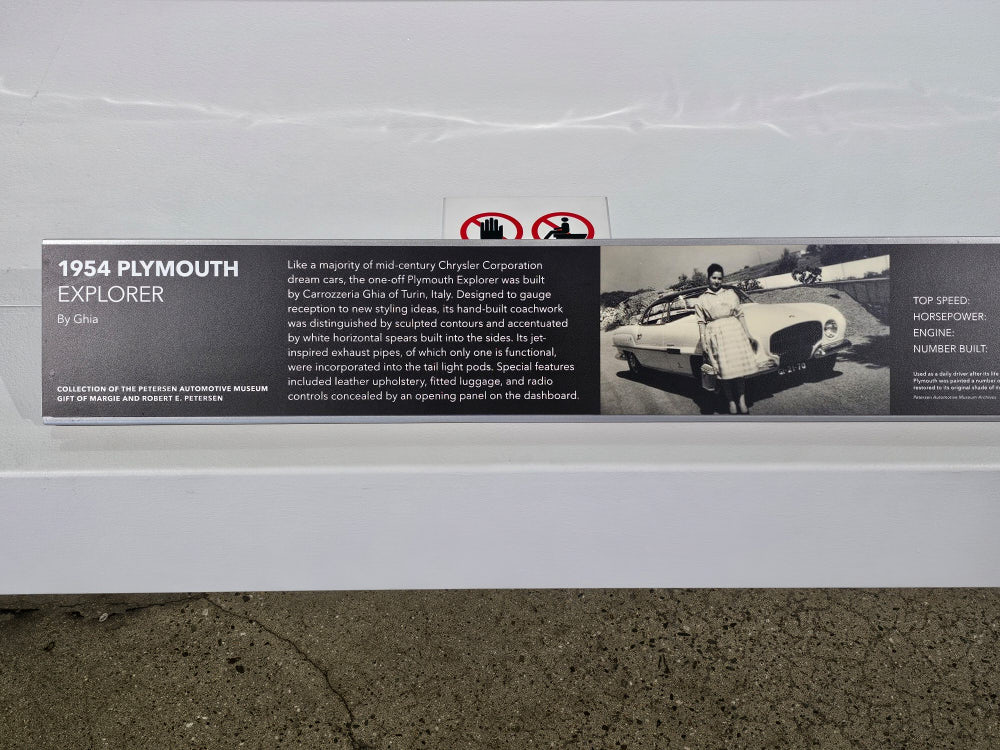 1954 PLYMOUTH
EXPLORER
By Ghia
COLLECTION OF THE PETERSEN AUTOMOTIVE MUSEUM
GIFT OF MARGIE AND ROBERT E. PETERSEN
Like a majority of mid-century Chrysler Corporation
dream cars, the one-off Plymouth Explorer was built
by Carrozzeria Ghia of Turin, Italy. Designed to gauge
reception to new styling ideas, its hand-built coachwork
was distinguished by sculpted contours and accentuated
by white horizontal spears built into the sides. Its jet-
inspired exhaust pipes, of which only one is functional,
were incorporated into the tail light pods. Special features
included leather upholstery, fitted luggage, and radio
controls concealed by an opening panel on the dashboard.
TOP SPEED:
HORSEPOWER:
ENGINE:
NUMBER BUILT:
Used as a daily driver after its life
Plymouth was painted a number o
restored to its original shade of
Petersen Automotive Museum Archives